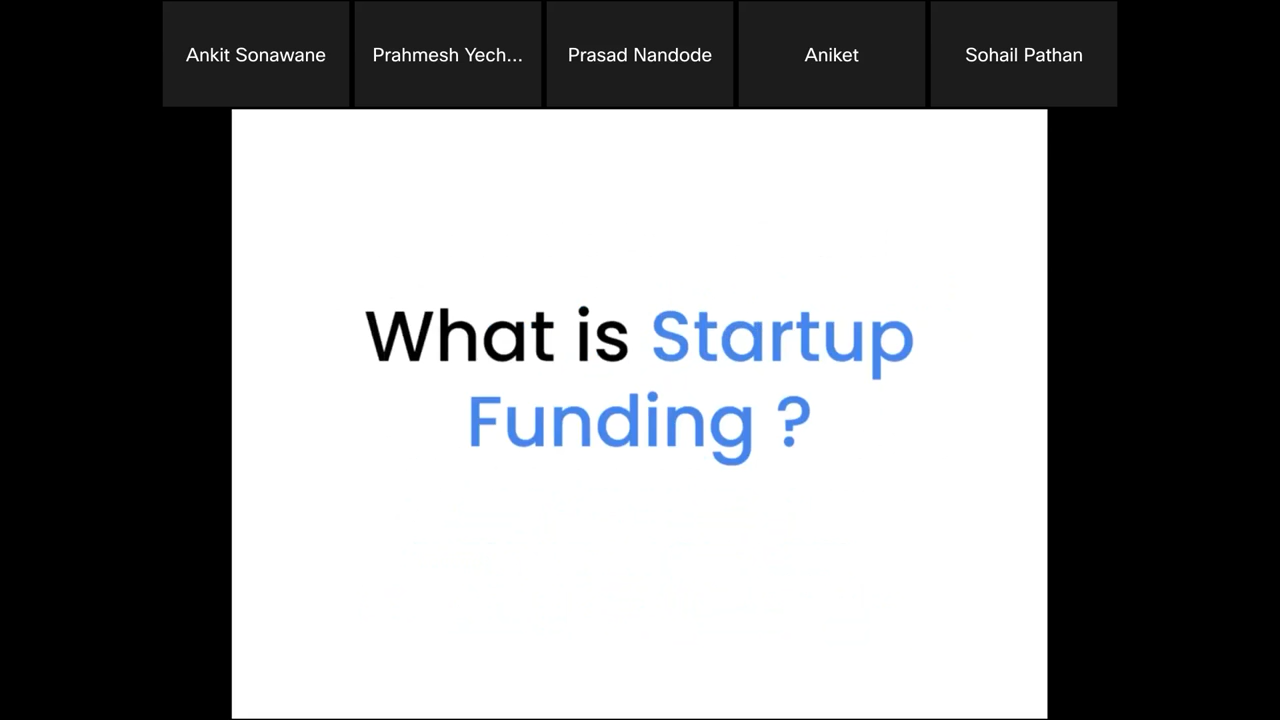 Ankit Sonawane
Prahmesh Yech...
Prasad Nandode
Aniket
Sohail Pathan
What is Startup
Funding ?